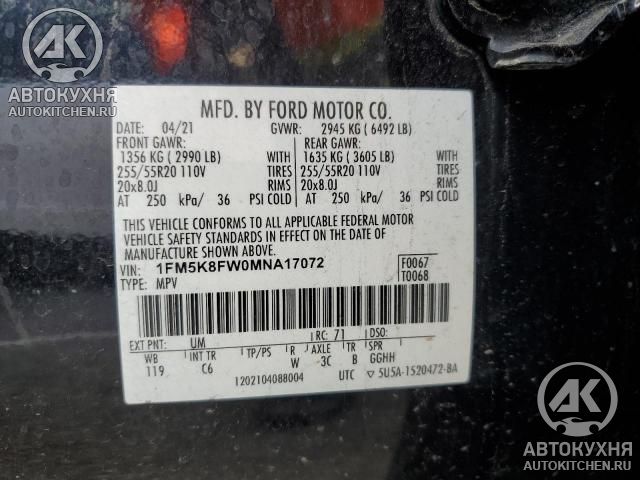 АК
АВТОКУХНЯ
AUTOKITCHEN.RU
MFD. BY FORD MOTOR CO.
DATE: 04/21 GVWR: 2945 KG ( 6492 LB)
FRONT GAWR: REAR GAWR:
1356 KG ( 2990 LB) WITH 1635 KG ( 3605 LB) WITH
255/55R20 110V TIRES 255/55R20 110V TIRES
20x8.0J RIMS 20x8.0J RIMS
AT 250 kPa/ 36 PSI COLD AT 250 kPa/ 36 PSI COLD
THIS VEHICLE CONFORMS TO ALL APPLICABLE FEDERAL MOTOR
VEHICLE SAFETY STANDARDS IN EFFECT ON THE DATE OF
MANUFACTURE SHOWN ABOVE.
VIN: 1FM5K8FW0MNA17072 F0067
TYPE: MPV T0068
EXT PNT: UM RC: 71 DSO:
WB INT TR TP/PS R AXLE TR SPR
119 C6 W 3C B GGHH
1202104088004 UTC ▽ 5U5A-1520472-BA
АК
АВТОКУХНЯ
AUTOKITCHEN.RU